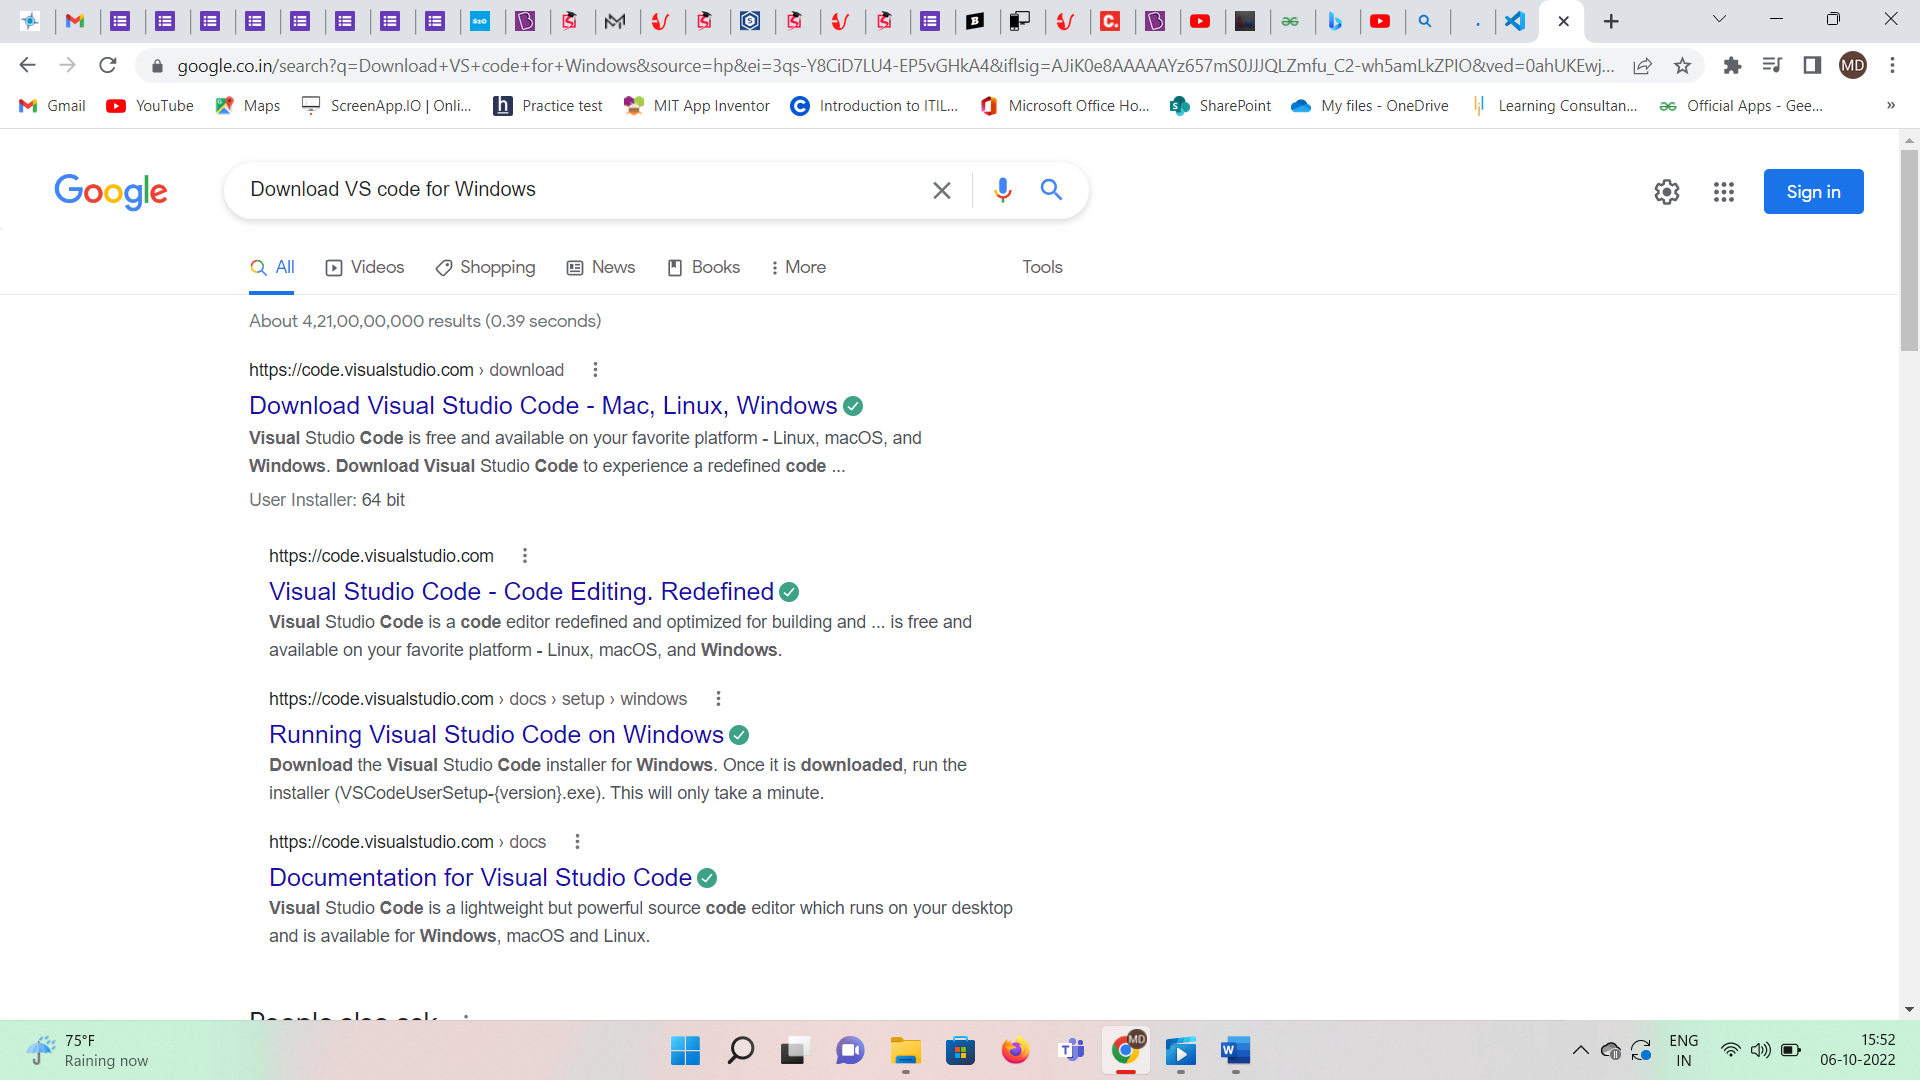 google.co.in/search?q=Download+VS+code+for+Windows&source=hp&ei=3qs-Y8CiD7LU4-EP5vGHkA4&iflsig=AJiK0e8AAAAAYz657mS0JJJQLZmfu_C2-wh5amLkZPIO&ved=0ahUKEwj...
MD
Gmail YouTube Maps ScreenApp.IO | Onli... Practice test MIT App Inventor Introduction to ITIL... Microsoft Office Ho... SharePoint My files - OneDrive Learning Consultan... Official Apps - Gee... »
Google
Download VS code for Windows
Sign in
All Videos Shopping News Books More Tools
About 4,21,00,00,000 results (0.39 seconds)
https://code.visualstudio.com › download
Download Visual Studio Code - Mac, Linux, Windows
Visual Studio Code is free and available on your favorite platform - Linux, macOS, and
Windows. Download Visual Studio Code to experience a redefined code ...
User Installer: 64 bit
https://code.visualstudio.com
Visual Studio Code - Code Editing. Redefined
Visual Studio Code is a code editor redefined and optimized for building and ... is free and
available on your favorite platform - Linux, macOS, and Windows.
https://code.visualstudio.com › docs › setup › windows
Running Visual Studio Code on Windows
Download the Visual Studio Code installer for Windows. Once it is downloaded, run the
installer (VSCodeUserSetup-{version}.exe). This will only take a minute.
https://code.visualstudio.com › docs
Documentation for Visual Studio Code
Visual Studio Code is a lightweight but powerful source code editor which runs on your desktop
and is available for Windows, macOS and Linux.
People also ask
75°F
Raining now
MD
ENG
IN
15:52
06-10-2022